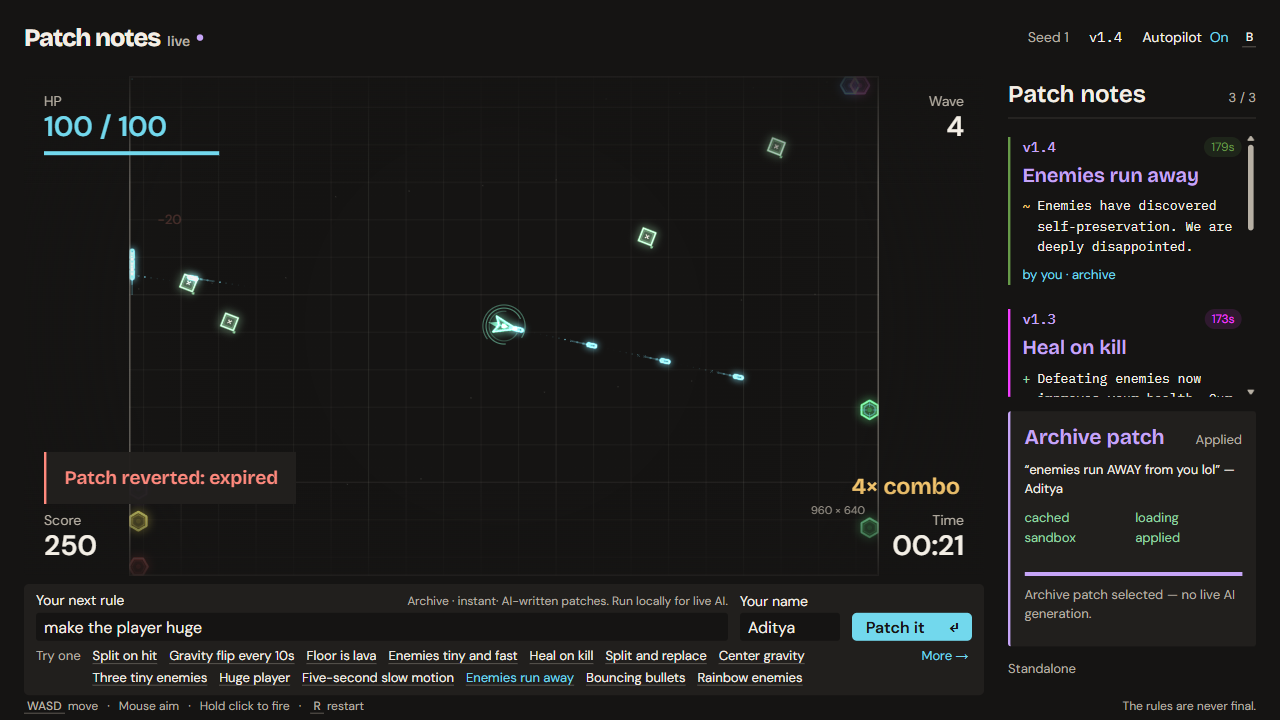 Patch notes live
Seed 1 v1.4 Autopilot On B
HP
100 / 100
Wave
4
-20
Patch reverted: expired
4× combo
960 × 640
Score
250
Time
00:21
Patch notes 3 / 3
v1.4 179s
Enemies run away
~ Enemies have discovered
self-preservation. We are
deeply disappointed.
by you · archive
v1.3 173s
Heal on kill
+ Defeating enemies now
Archive patch Applied
“enemies run AWAY from you lol” —
Aditya
cached loading
sandbox applied
Archive patch selected — no live AI
generation.
Standalone
Your next rule Archive · instant· AI-written patches. Run locally for live AI. Your name
make the player huge Aditya Patch it ↵
Try one Split on hit Gravity flip every 10s Floor is lava Enemies tiny and fast Heal on kill Split and replace Center gravity More →
Three tiny enemies Huge player Five-second slow motion Enemies run away Bouncing bullets Rainbow enemies
WASD move · Mouse aim · Hold click to fire · R restart
The rules are never final.